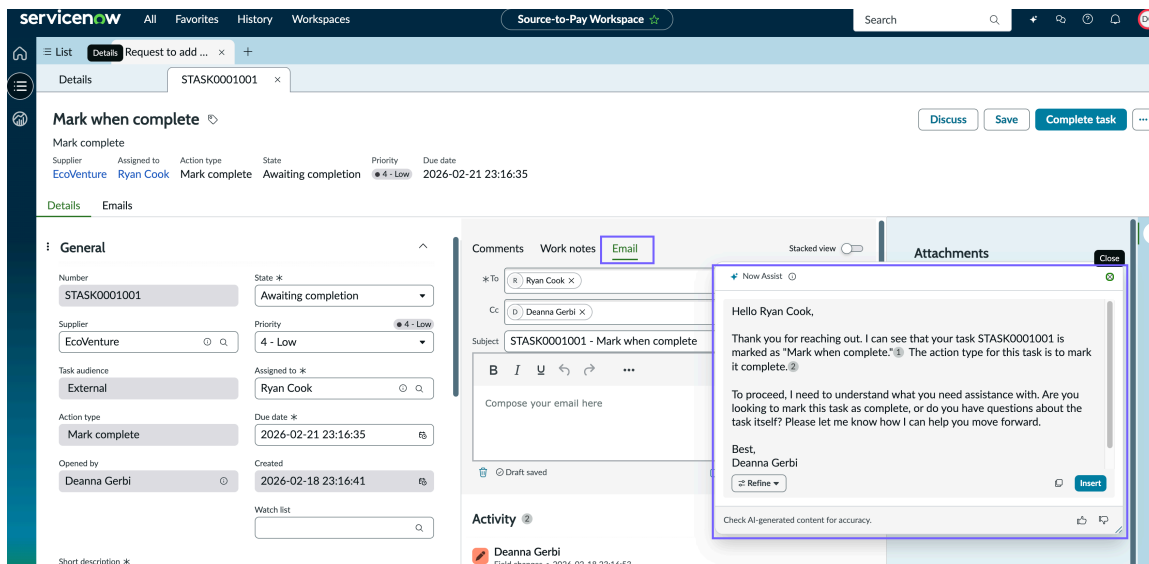 servicenow All Favorites History Workspaces Source-to-Pay Workspace Search
List Details Request to add ...
Details STASK0001001
Mark when complete Discuss Save Complete task
Mark complete
Supplier Assigned to Action type State Priority Due date
EcoVenture Ryan Cook Mark complete Awaiting completion 4 - Low 2026-02-21 23:16:35
Details Emails
General
Number
STASK0001001
State *
Awaiting completion
Supplier
EcoVenture
Priority 4 - Low
4 - Low
Task audience
External
Assigned to *
Ryan Cook
Action type
Mark complete
Due date *
2026-02-21 23:16:35
Opened by
Deanna Gerbi
Created
2026-02-18 23:16:41
Watch list
Short description *
Comments Work notes Email Stacked view
* To R Ryan Cook
Cc D Deanna Gerbi
Subject STASK0001001 - Mark when complete
B I U
Compose your email here
Draft saved
Activity 2
Deanna Gerbi
Field changes • 2026-02-18 23:16:52
Attachments
Close
Now Assist
Hello Ryan Cook,
Thank you for reaching out. I can see that your task STASK0001001 is
marked as "Mark when complete." 1 The action type for this task is to mark
it complete. 2
To proceed, I need to understand what you need assistance with. Are you
looking to mark this task as complete, or do you have questions about the
task itself? Please let me know how I can help you move forward.
Best,
Deanna Gerbi
Refine Insert
Check AI-generated content for accuracy.